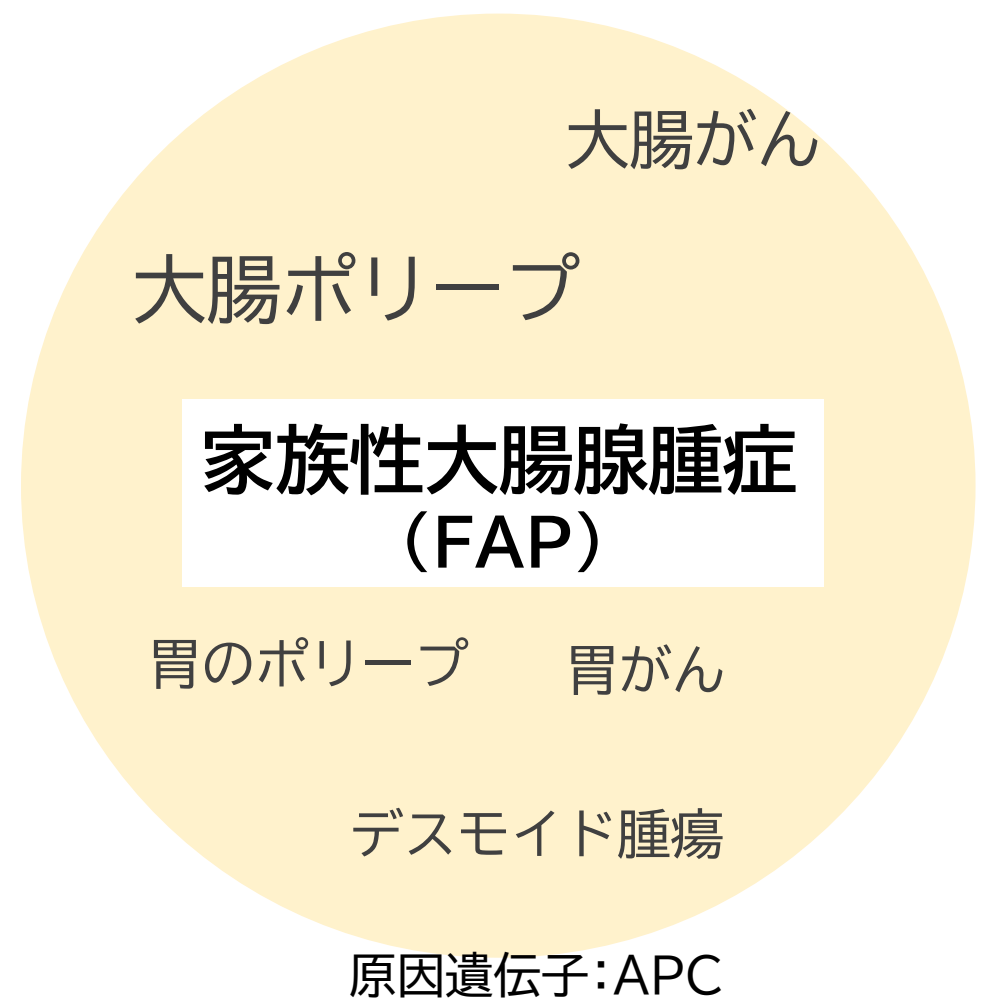 大腸がん
大腸ポリープ
家族性大腸腺腫症
（FAP）
胃のポリープ 胃がん
デスモイド腫瘍
原因遺伝子：APC